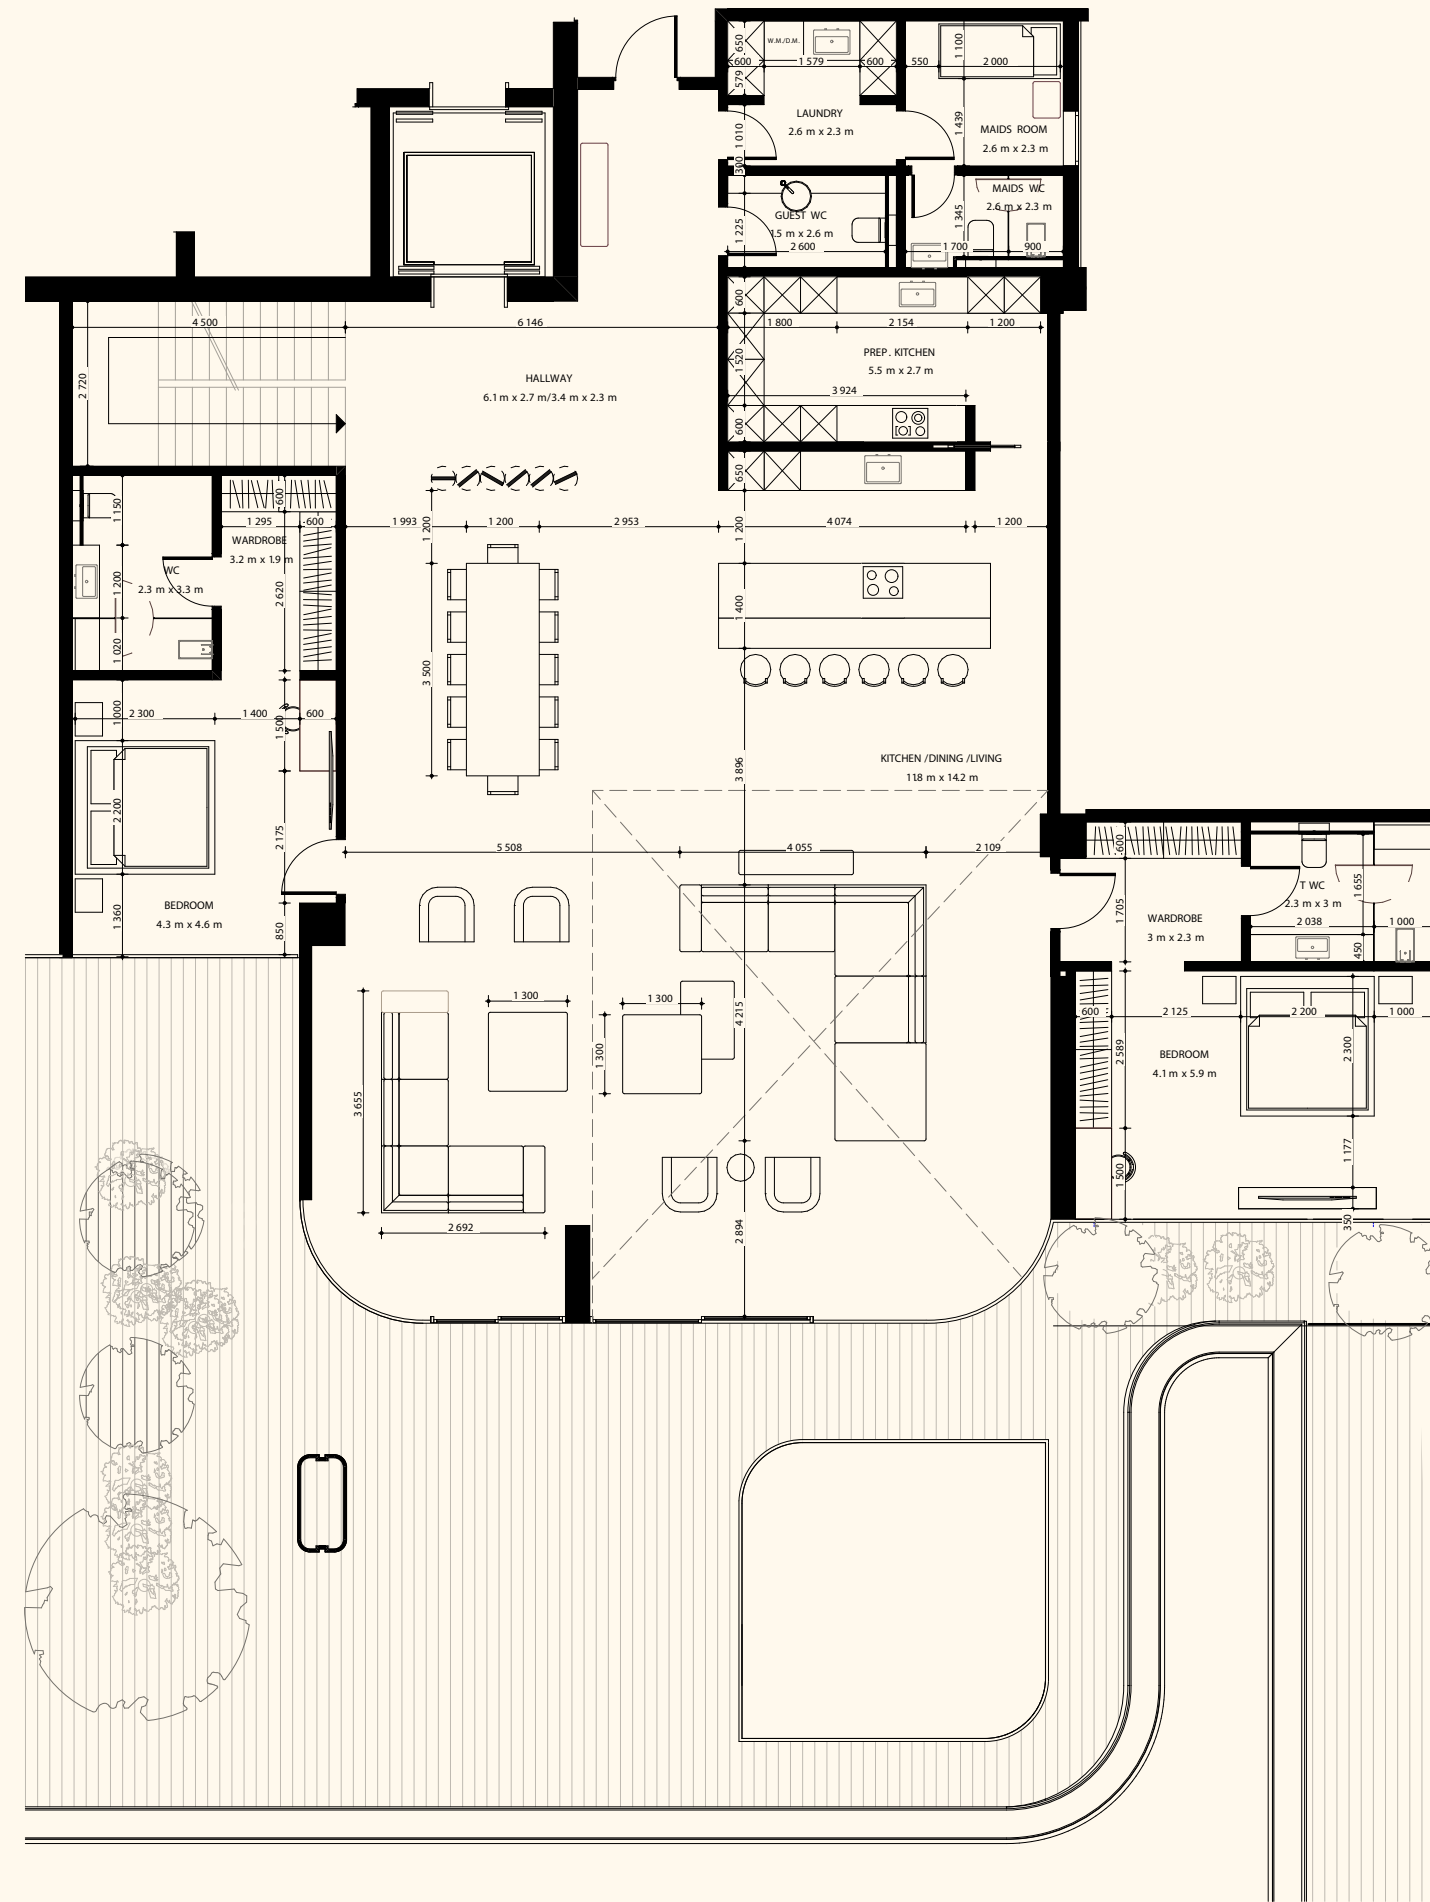 650
W.M./D.M.
1 100
600
1 579
600
550
2 000
579
LAUNDRY
2.6 m x 2.3 m
1 010
1 439
MAIDS ROOM
2.6 m x 2.3 m
300
MAIDS WC
2.6 m x 2.3 m
GUEST WC
1.5 m x 2.6 m
1 225
1 345
2 600
1 700
900
600
4 500
6 146
1 800
2 154
1 200
1 520
PREP. KITCHEN
5.5 m x 2.7 m
2 720
HALLWAY
6.1 m x 2.7 m/3.4 m x 2.3 m
3 924
600
650
600
1 150
1 295
600
1 993
1 200
1 200
2 953
1 200
4 074
1 200
WARDROBE
3.2 m x 1.9 m
WC
2.3 m x 3.3 m
1 200
2 620
1 400
1 020
3 500
1 000
2 300
1 400
1 500
600
KITCHEN /DINING /LIVING
11.8 m x 14.2 m
3 896
2 200
2 175
5 508
4 055
2 109
600
BEDROOM
4.3 m x 4.6 m
1 360
850
T WC
2.3 m x 3 m
1 655
1 705
WARDROBE
3 m x 2.3 m
2 038
1 000
450
1 300
1 300
4 215
600
2 125
2 200
1 000
1 300
2 589
2 300
BEDROOM
4.1 m x 5.9 m
3 655
1 177
1 500
2 692
2 894
350